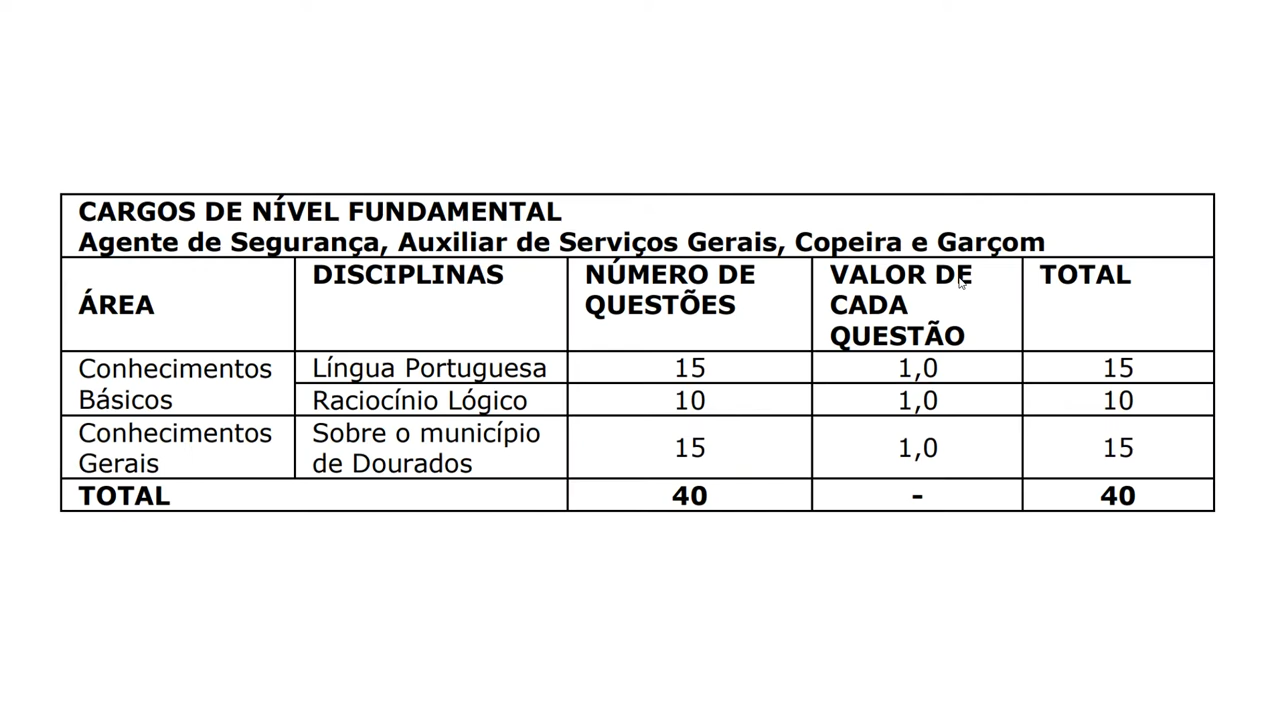 CARGOS DE NÍVEL FUNDAMENTAL
Agente de Segurança, Auxiliar de Serviços Gerais, Copeira e Garçom
ÁREA
DISCIPLINAS
NÚMERO DE
QUESTÕES
VALOR DE
CADA
QUESTÃO
TOTAL
Conhecimentos
Básicos
Língua Portuguesa
15
1,0
15
Raciocínio Lógico
10
1,0
10
Conhecimentos
Gerais
Sobre o município
de Dourados
15
1,0
15
TOTAL
40
-
40